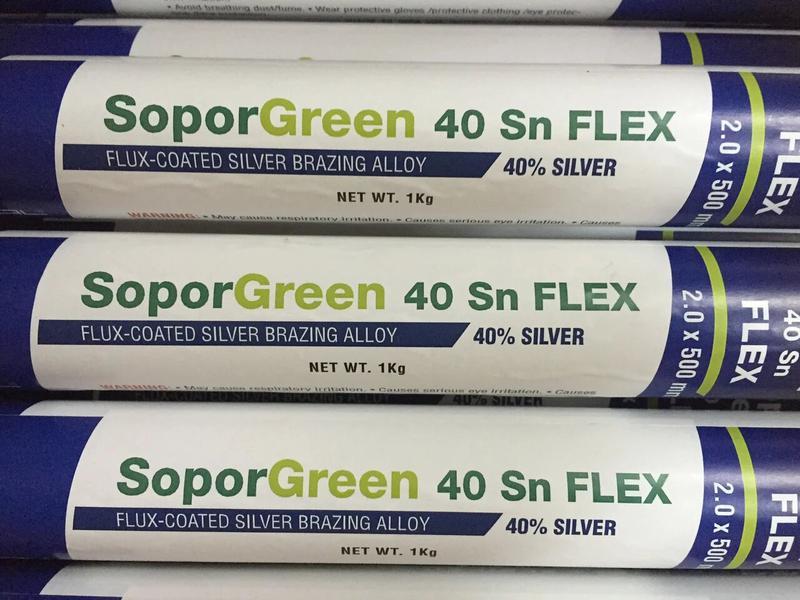 • Avoid breathing dust/fume. • Wear protective gloves /protective clothing /eye protec-
SoporGreen 40 Sn FLEX
FLUX-COATED SILVER BRAZING ALLOY
40% SILVER
NET WT. 1Kg
WARNING: • May cause respiratory irritation. • Causes serious eye irritation. • Causes
2.0 x 500 m
FLEX
SoporGreen 40 Sn FLEX
FLUX-COATED SILVER BRAZING ALLOY
40% SILVER
NET WT. 1Kg
WARNING: • May cause respiratory irritation. • Causes serious eye irritation. • Causes
2.0 x 500 m
40 Sn
FLEX
FLUX-COATED SILVER BRAZING ALLOY
40% SILVER
SoporGreen 40 Sn FLEX
FLUX-COATED SILVER BRAZING ALLOY
40% SILVER
NET WT. 1Kg
2.0 x 500
FLEX